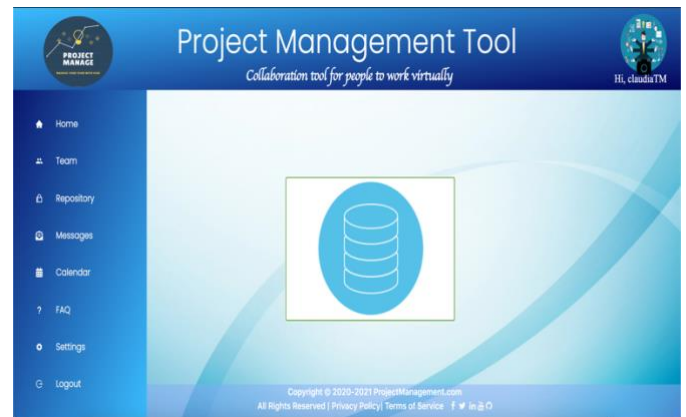 PROJECT
MANAGE
Project Management Tool
Collaboration tool for people to work virtually
Hi, claudiaTM
Home
Team
Repository
Messages
Calendar
FAQ
Settings
Logout
Copyright © 2020-2021 ProjectManagement.com
All Rights Reserved | Privacy Policy| Terms of Service